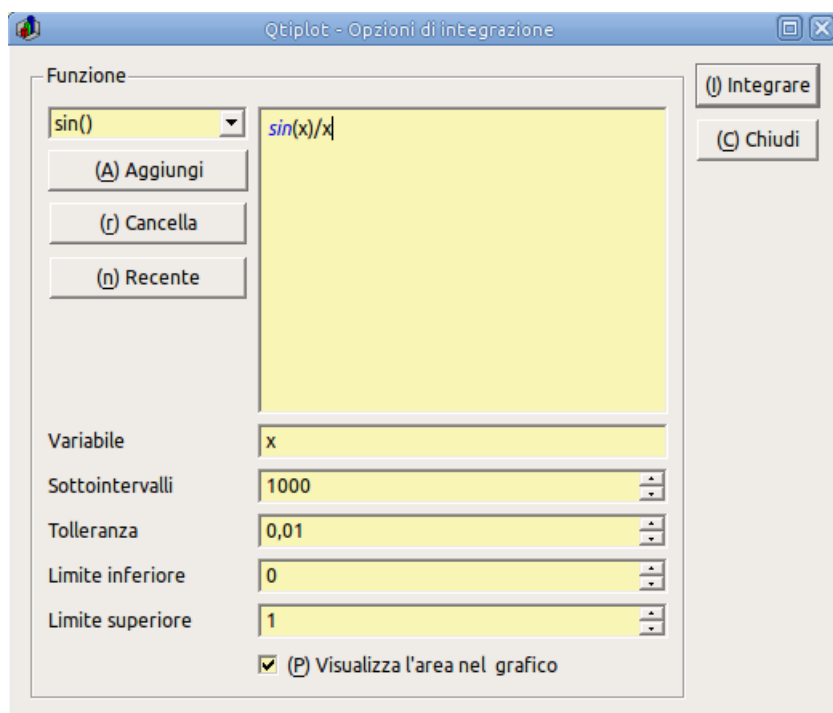 Qtiplot - Opzioni di integrazione
Funzione
sin()
(A) Aggiungi
(r) Cancella
(n) Recente
sin(x)/x
(I) Integrare
(C) Chiudi
Variabile x
Sottointervalli 1000
Tolleranza 0,01
Limite inferiore 0
Limite superiore 1
(P) Visualizza l'area nel grafico